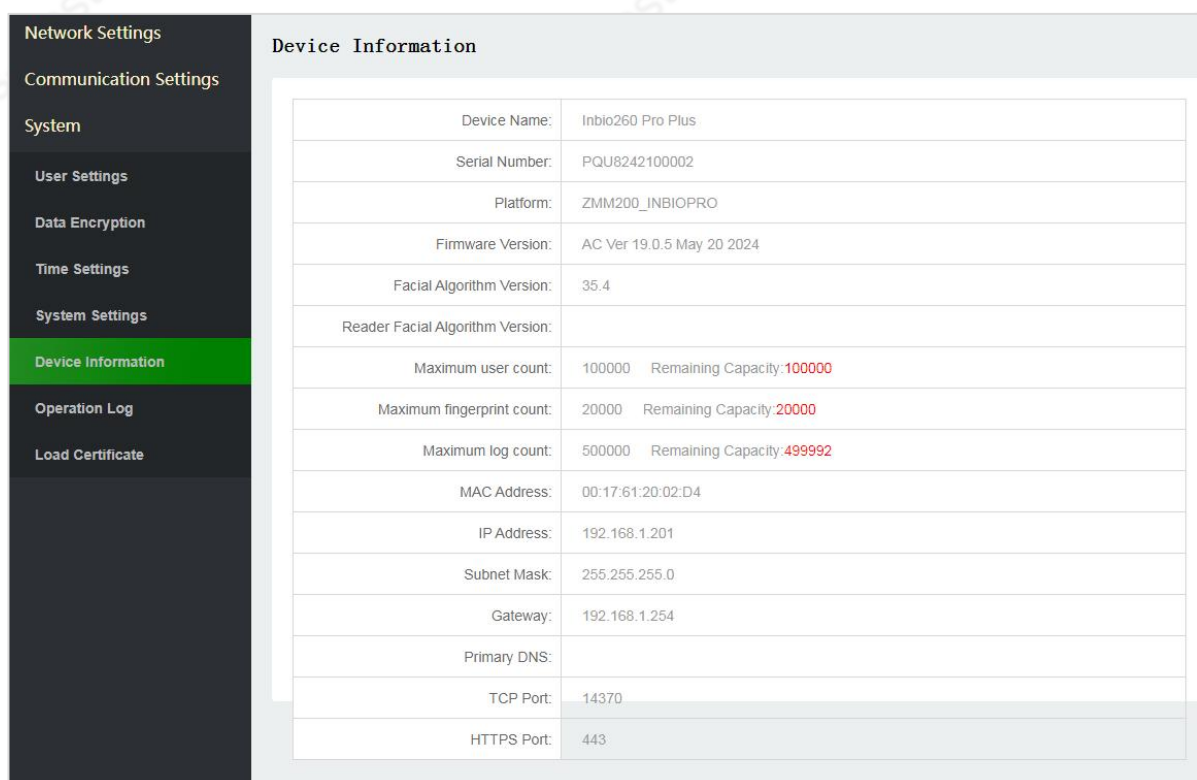 Network Settings
Communication Settings
System
User Settings
Data Encryption
Time Settings
System Settings
Device Information
Operation Log
Load Certificate
Device Information
Device Name: Inbio260 Pro Plus
Serial Number: PQU8242100002
Platform: ZMM200_INBIOPRO
Firmware Version: AC Ver 19.0.5 May 20 2024
Facial Algorithm Version: 35.4
Reader Facial Algorithm Version:
Maximum user count: 100000 Remaining Capacity:100000
Maximum fingerprint count: 20000 Remaining Capacity:20000
Maximum log count: 500000 Remaining Capacity:499992
MAC Address: 00:17:61:20:02:D4
IP Address: 192.168.1.201
Subnet Mask: 255.255.255.0
Gateway: 192.168.1.254
Primary DNS:
TCP Port: 14370
HTTPS Port: 443